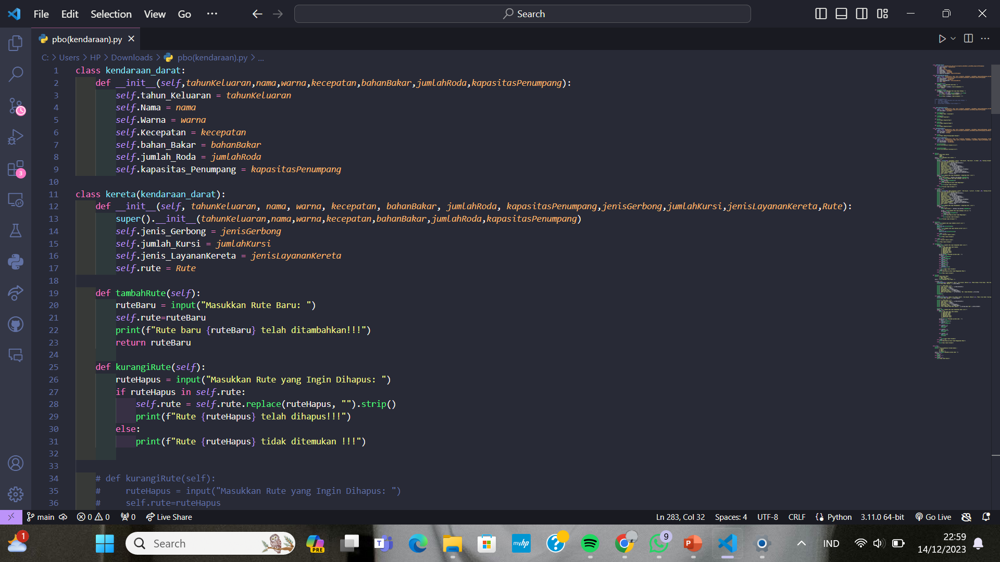 File Edit Selection View Go ... Search
pbo(kendaraan).py
C: > Users > HP > Downloads > pbo(kendaraan).py > ...
1 class kendaraan_darat:
2 def __init__(self,tahunKeluaran,nama,warna,kecepatan,bahanBakar,jumlahRoda,kapasitasPenumpang):
3 self.tahun_Keluaran = tahunKeluaran
4 self.Nama = nama
5 self.Warna = warna
6 self.Kecepatan = kecepatan
7 self.bahan_Bakar = bahanBakar
8 self.jumlah_Roda = jumlahRoda
9 self.kapasitas_Penumpang = kapasitasPenumpang
10
11 class kereta(kendaraan_darat):
12 def __init__(self, tahunKeluaran, nama, warna, kecepatan, bahanBakar, jumlahRoda, kapasitasPenumpang,jenisGerbong,jumlahKursi,jenisLayananKereta,Rute):
13 super().__init__(tahunKeluaran,nama,warna,kecepatan,bahanBakar,jumlahRoda,kapasitasPenumpang)
14 self.jenis_Gerbong = jenisGerbong
15 self.jumlah_Kursi = jumlahKursi
16 self.jenis_LayananKereta = jenisLayananKereta
17 self.rute = Rute
18
19 def tambahRute(self):
20 ruteBaru = input("Masukkan Rute Baru: ")
21 self.rute=ruteBaru
22 print(f"Rute baru {ruteBaru} telah ditambahkan!!!")
23 return ruteBaru
24
25 def kurangiRute(self):
26 ruteHapus = input("Masukkan Rute yang Ingin Dihapus: ")
27 if ruteHapus in self.rute:
28 self.rute = self.rute.replace(ruteHapus, "").strip()
29 print(f"Rute {ruteHapus} telah dihapus!!!")
30 else:
31 print(f"Rute {ruteHapus} tidak ditemukan !!!")
32
33
34 # def kurangiRute(self):
35 #     ruteHapus = input("Masukkan Rute yang Ingin Dihapus: ")
36 #     self.rute=ruteHapus
3
main 0 0 0 Live Share Ln 283, Col 32 Spaces: 4 UTF-8 CRLF Python 3.11.0 64-bit Go Live
1 Search PRE T myhp ? 9 P IND 22:59
14/12/2023